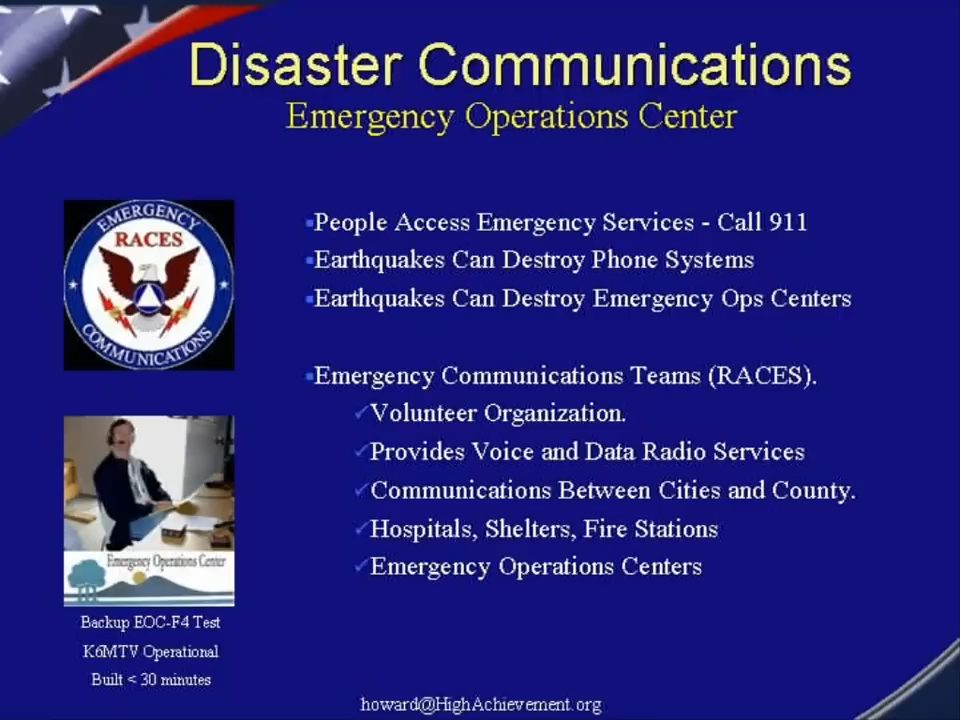 Disaster Communications
Emergency Operations Center
EMERGENCY
RACES
COMMUNICATIONS
People Access Emergency Services - Call 911
Earthquakes Can Destroy Phone Systems
Earthquakes Can Destroy Emergency Ops Centers
Emergency Communications Teams (RACES).
Volunteer Organization.
Provides Voice and Data Radio Services
Communications Between Cities and County.
Hospitals, Shelters, Fire Stations
Emergency Operations Centers
Emergency Operations Center
Backup EOC-F4 Test
K6MTV Operational
Built < 30 minutes
howard@HighAchievement.org